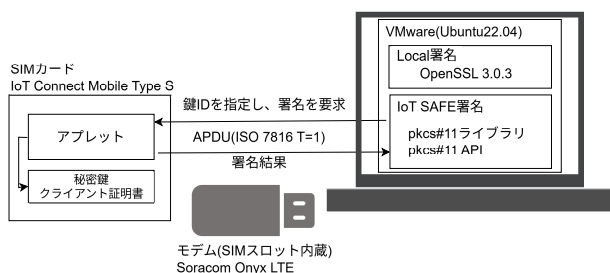 SIMカード
IoT Connect Mobile Type S
アプレット
秘密鍵
クライアント証明書
鍵IDを指定し、署名を要求
APDU(ISO 7816 T=1)
署名結果
モデム(SIMスロット内蔵)
Soracom Onyx LTE
VMware(Ubuntu22.04)
Local署名
OpenSSL 3.0.3
IoT SAFE署名
pkcs#11ライブラリ
pkcs#11 API